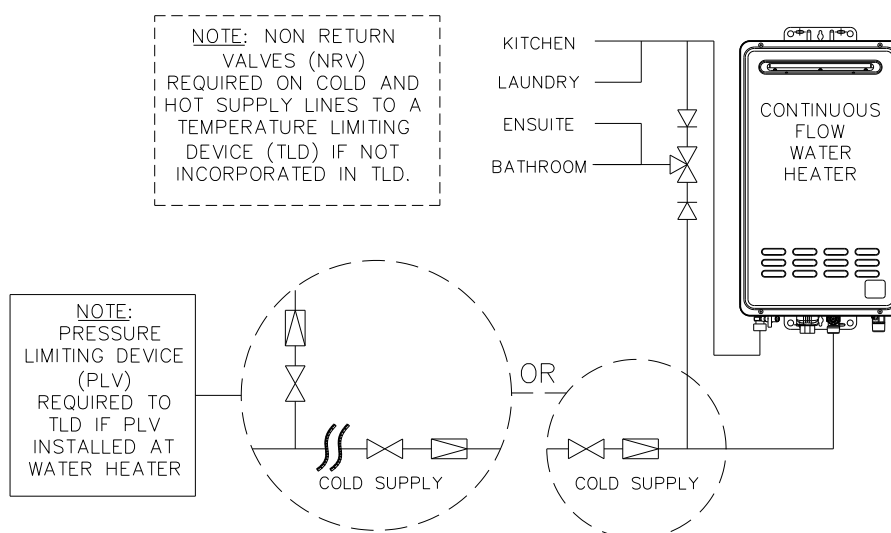 NOTE: NON RETURN
VALVES (NRV)
REQUIRED ON COLD AND
HOT SUPPLY LINES TO A
TEMPERATURE LIMITING
DEVICE (TLD) IF NOT
INCORPORATED IN TLD.
KITCHEN
LAUNDRY
ENSUITE
BATHROOM
CONTINUOUS
FLOW
WATER
HEATER
NOTE:
PRESSURE
LIMITING DEVICE
(PLV)
REQUIRED TO
TLD IF PLV
INSTALLED AT
WATER HEATER
OR
COLD SUPPLY
COLD SUPPLY